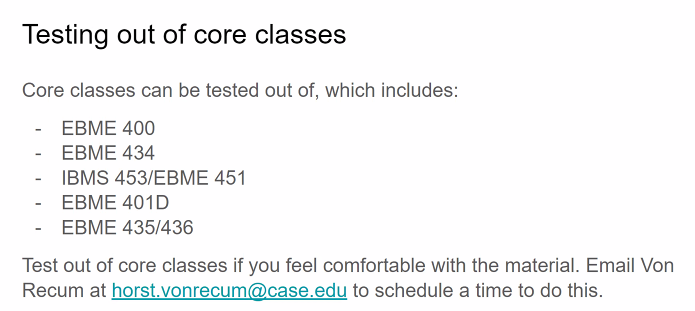 Testing out of core classes
Core classes can be tested out of, which includes:
- EBME 400
- EBME 434
- IBMS 453/EBME 451
- EBME 401D
- EBME 435/436
Test out of core classes if you feel comfortable with the material. Email Von
Recum at horst.vonrecum@case.edu to schedule a time to do this.